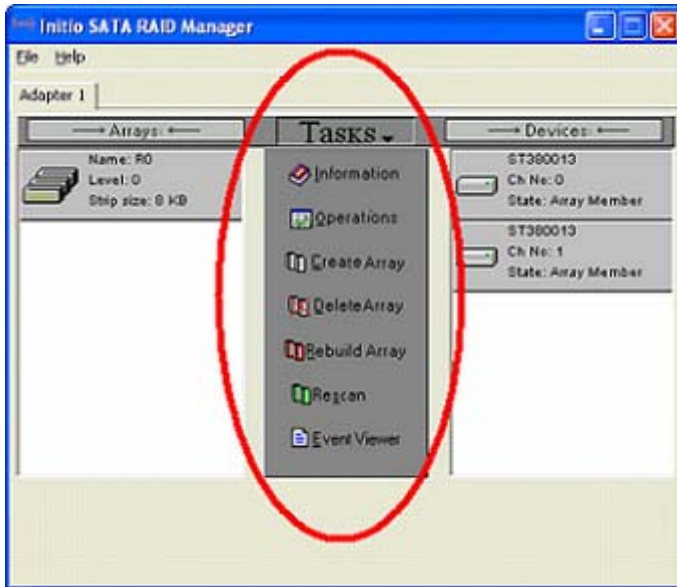 Initio SATA RAID Manager
File Help
Adapter 1
Arrays
Tasks
Devices
Name: R0
Level: 0
Strip size: 8 KB
Information
Operations
Create Array
Delete Array
Rebuild Array
Rescan
Event Viewer
ST380013
Ch No: 0
State: Array Member
ST380013
Ch No: 1
State: Array Member